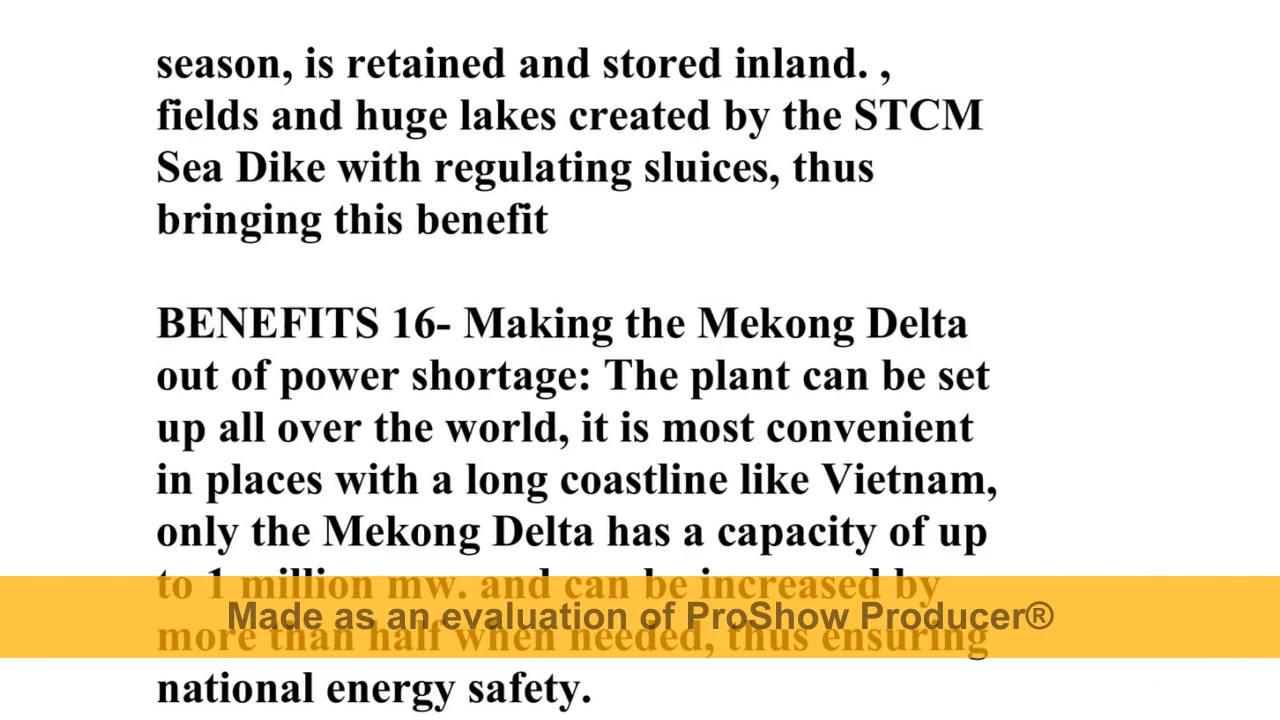 season, is retained and stored inland. ,
fields and huge lakes created by the STCM
Sea Dike with regulating sluices, thus
bringing this benefit
BENEFITS 16- Making the Mekong Delta
out of power shortage: The plant can be set
up all over the world, it is most convenient
in places with a long coastline like Vietnam,
only the Mekong Delta has a capacity of up
to 1 million mw. and can be increased by
Made as an evaluation of ProShow Producer®
more than half when needed, thus ensuring
national energy safety.